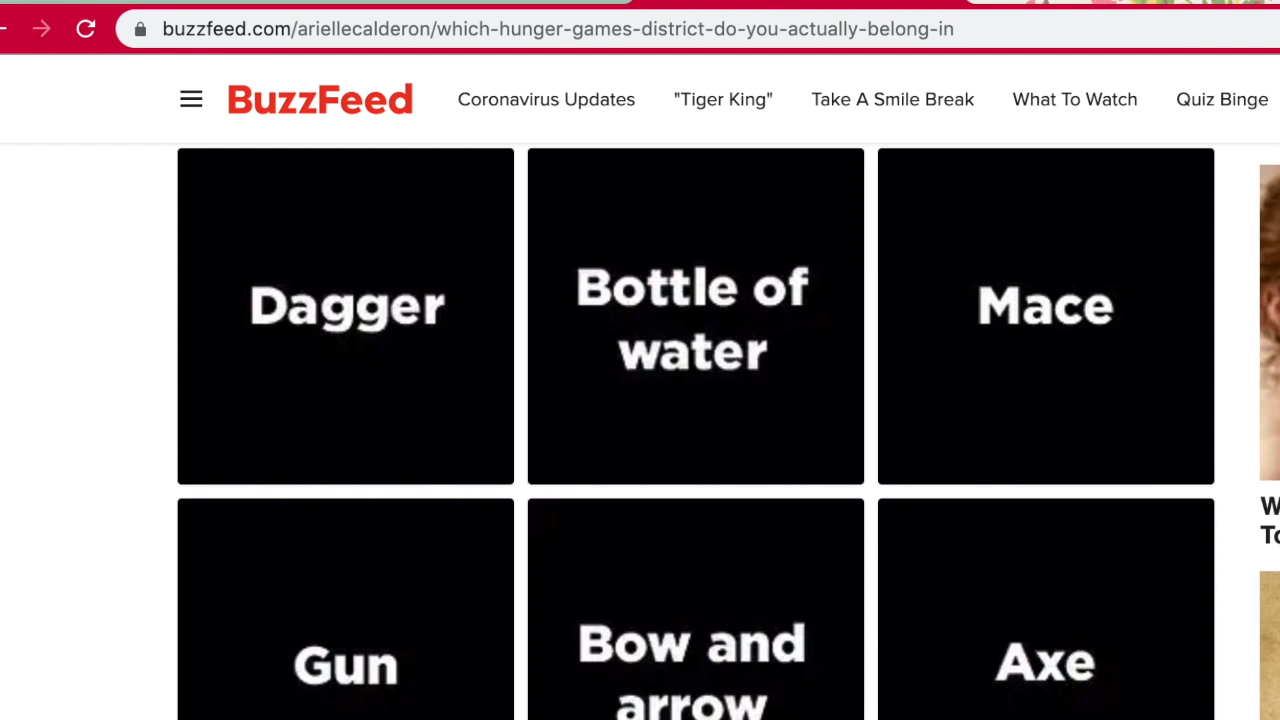 buzzfeed.com/ariellecalderon/which-hunger-games-district-do-you-actually-belong-in
BuzzFeed Coronavirus Updates "Tiger King" Take A Smile Break What To Watch Quiz Binge
Dagger
Bottle of
water
Mace
W
To
Gun
Bow and
arrow
Axe